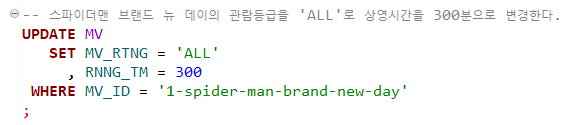 -- 스파이더맨 브랜드 뉴 데이의 관람등급을 'ALL'로 상영시간을 300분으로 변경한다.
UPDATE MV
   SET MV_RTNG = 'ALL'
     , RNNG_TM = 300
 WHERE MV_ID = '1-spider-man-brand-new-day'
;